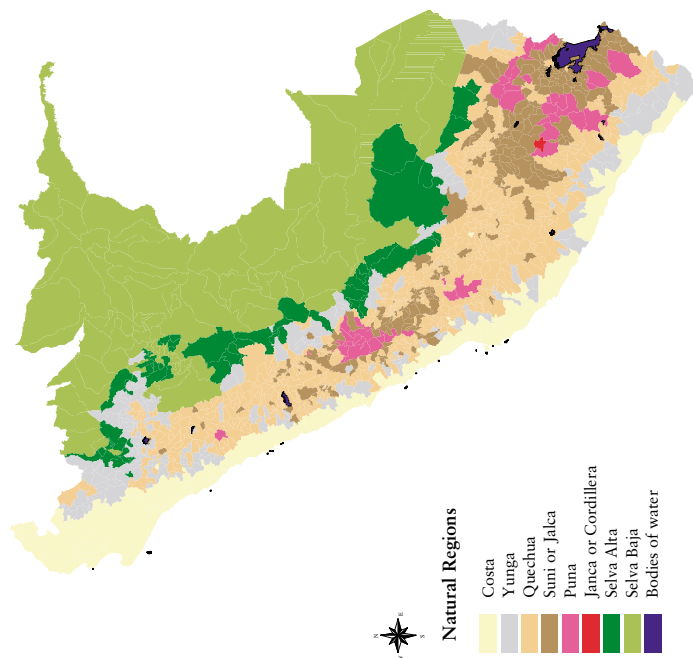 Natural Regions
Costa
Yunga
Quechua
Suni or Jalca
Puna
Janca or Cordillera
Selva Alta
Selva Baja
Bodies of water
N
E
S